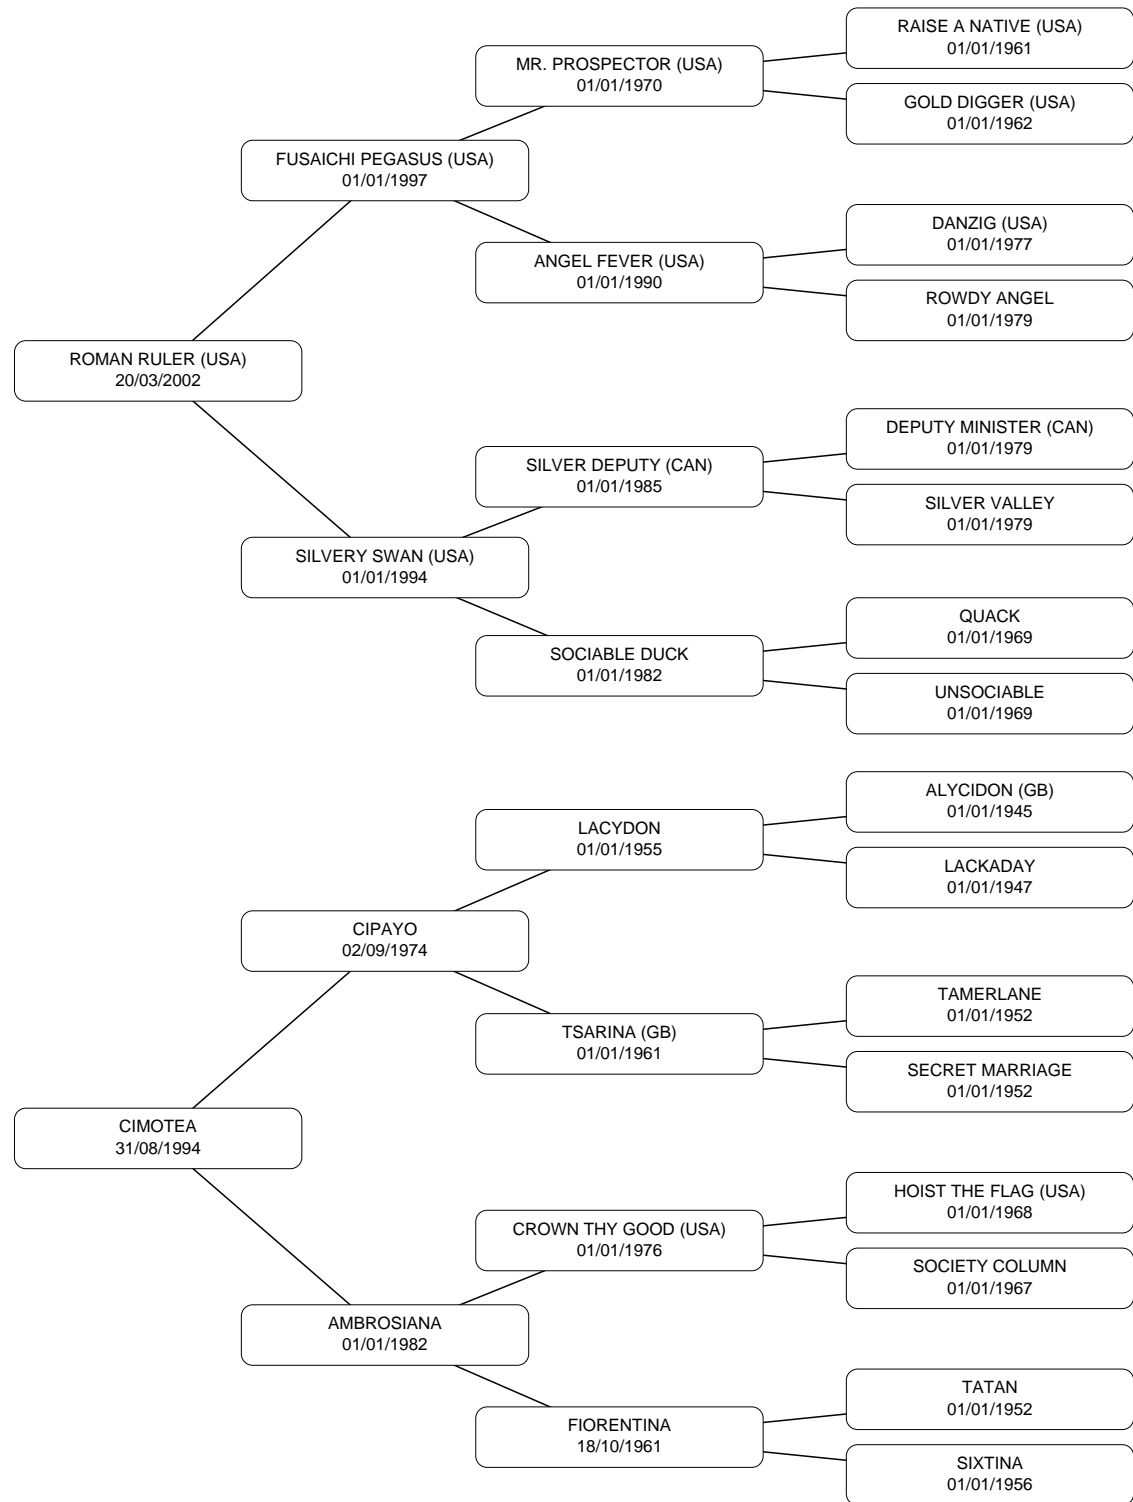 RAISE A NATIVE (USA)
01/01/1961
MR. PROSPECTOR (USA)
01/01/1970
GOLD DIGGER (USA)
01/01/1962
FUSAICHI PEGASUS (USA)
01/01/1997
DANZIG (USA)
01/01/1977
ANGEL FEVER (USA)
01/01/1990
ROWDY ANGEL
01/01/1979
ROMAN RULER (USA)
20/03/2002
DEPUTY MINISTER (CAN)
01/01/1979
SILVER DEPUTY (CAN)
01/01/1985
SILVER VALLEY
01/01/1979
SILVERY SWAN (USA)
01/01/1994
QUACK
01/01/1969
SOCIABLE DUCK
01/01/1982
UNSOCIABLE
01/01/1969
ALYCIDON (GB)
01/01/1945
LACYDON
01/01/1955
LACKADAY
01/01/1947
CIPAYO
02/09/1974
TAMERLANE
01/01/1952
TSARINA (GB)
01/01/1961
SECRET MARRIAGE
01/01/1952
CIMOTEA
31/08/1994
HOIST THE FLAG (USA)
01/01/1968
CROWN THY GOOD (USA)
01/01/1976
SOCIETY COLUMN
01/01/1967
AMBROSIANA
01/01/1982
TATAN
01/01/1952
FIORENTINA
18/10/1961
SIXTINA
01/01/1956